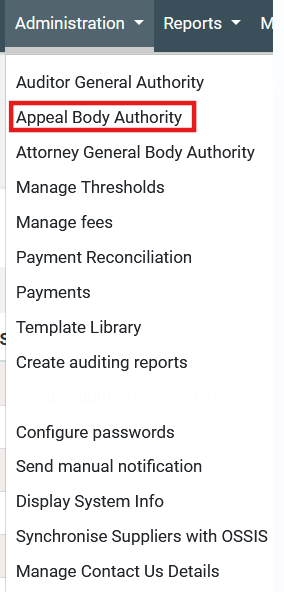 Administration Reports M
Auditor General Authority
Appeal Body Authority
Attorney General Body Authority
Manage Thresholds
Manage fees
Payment Reconciliation
Payments
Template Library
Create auditing reports
Configure passwords
Send manual notification
Display System Info
Synchronise Suppliers with OSSIS
Manage Contact Us Details